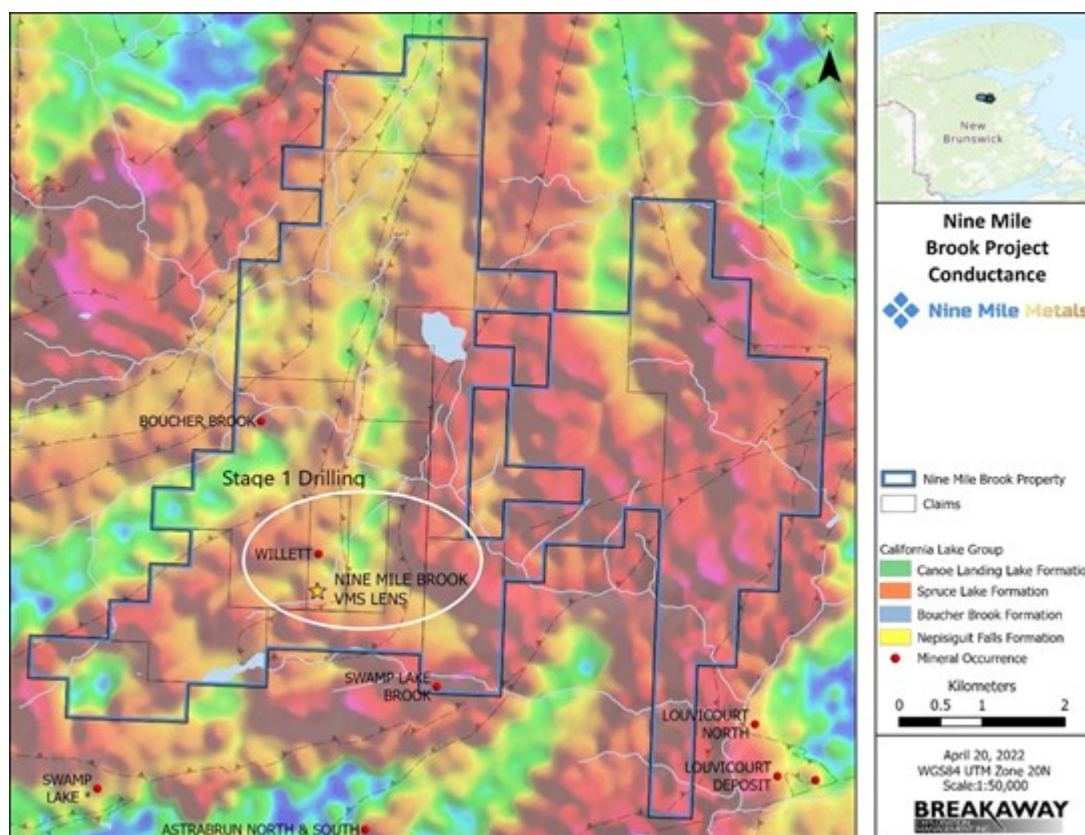 N
BOUCHER BROOK
Stage 1 Drilling
WILLETT
NINE MILE BROOK
VMS LENS
SWAMP LAKE
BROOK
LOUVICOURT
NORTH
LOUVICOURT
DEPOSIT
SWAMP
LAKE *
ASTRABRUN NORTH & SOUTH
New
Brunswick
Nine Mile
Brook Project
Conductance
Nine Mile Metals
Nine Mile Brook Property
Claims
California Lake Group
Canoe Landing Lake Formation
Spruce Lake Formation
Boucher Brook Formation
Nepisiguit Falls Formation
Mineral Occurrence
Kilometers
0 0.5 1 2
April 20, 2022
WGS84 UTM Zone 20N
Scale:1:50,000
BREAKAWAY
EXPLORATION
MANAGEMENT INC.